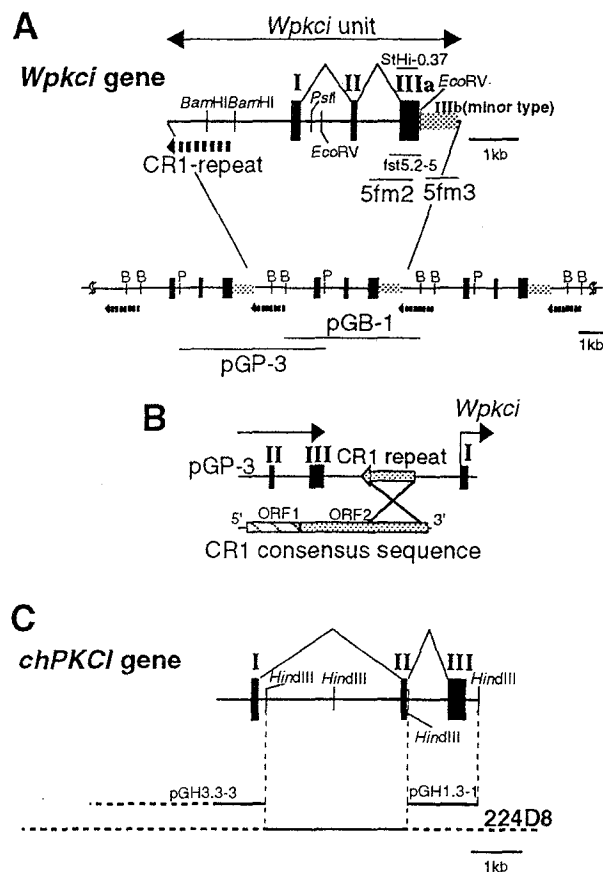 A
Wpkci unit
StHi-0.37
Wpkci gene
I II IIIa EcoRV
BamHI BamHI PstI IIIb(minor type)
EcoRV
1kb
CR1-repeat
fst5.2-5
5fm2 5fm3
B B P B B P B B P B B
pGB-1
1kb
pGP-3
B
Wpkci
II III CR1 repeat I
pGP-3
5' ORF1 ORF2 3'
CR1 consensus sequence
C
chPKCI gene
I II III
HindIII HindIII HindIII
HindIII
pGH3.3-3 pGH1.3-1
224D8
1kb